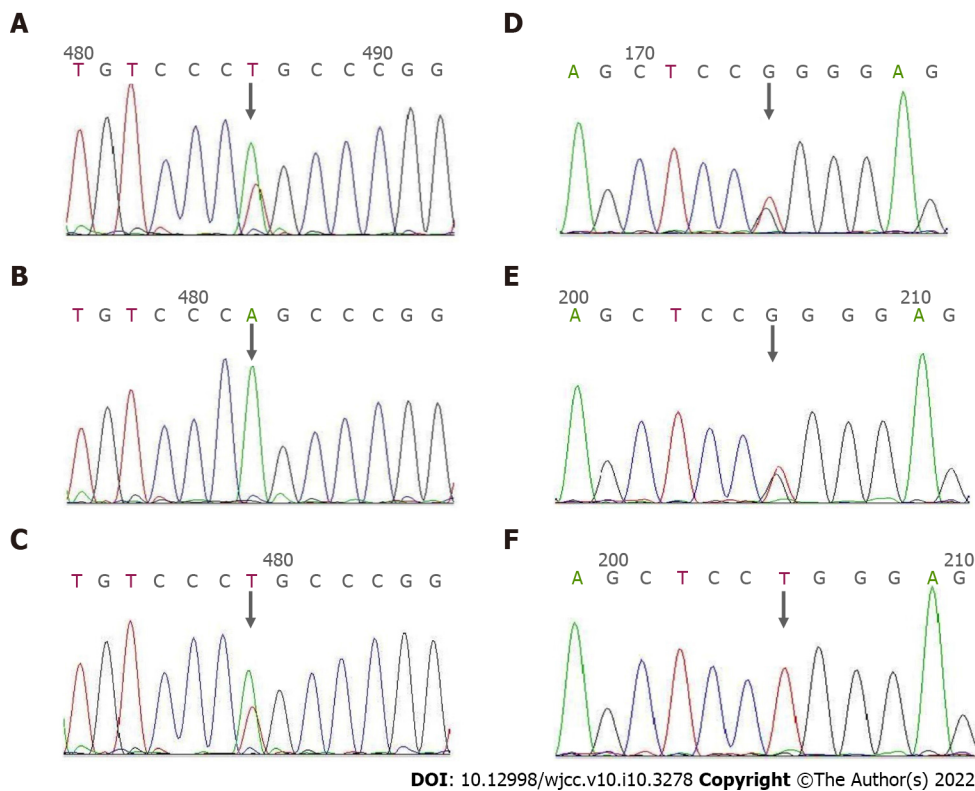 A
480 490
T G T C C C T G C C C G G
B
480
T G T C C C A G C C C G G
C
480
T G T C C C T G C C C G G
D
170
A G C T C C G G G G A G
E
200 210
A G C T C C G G G G A G
F
200 210
A G C T C C T G G G A G
DOI: 10.12998/wjcc.v10.i10.3278 Copyright ©The Author(s) 2022